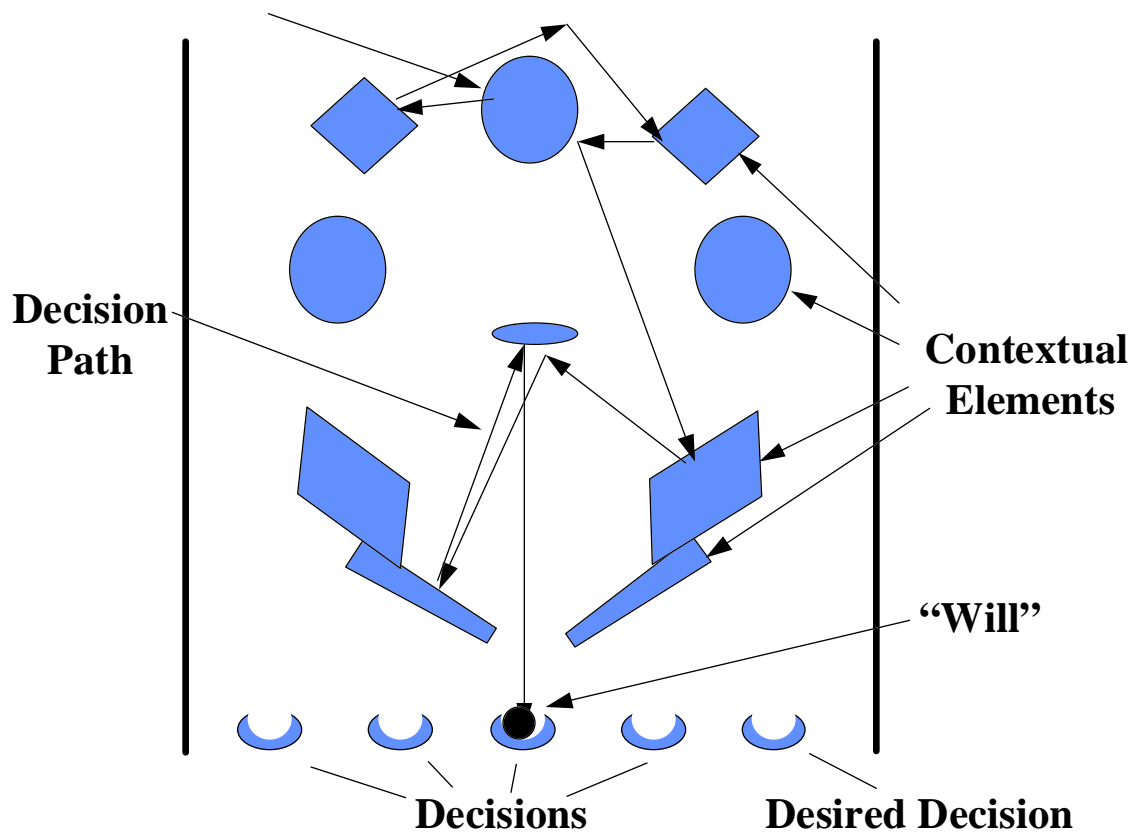 Decision
Path
Contextual
Elements
“Will”
Decisions
Desired Decision